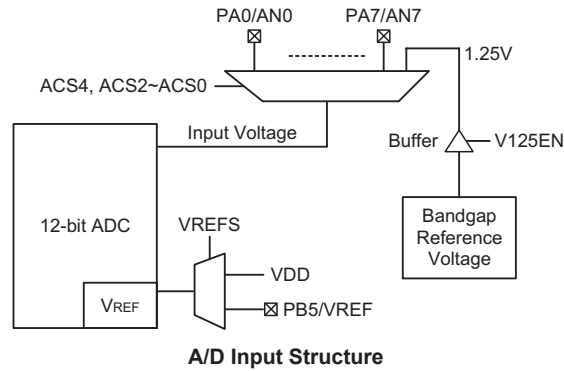 PA0/AN0
PA7/AN7
1.25V
ACS4, ACS2~ACS0
Input Voltage
Buffer
V125EN
12-bit ADC
VREFS
Bandgap
Reference
Voltage
VDD
VREF
PB5/VREF
A/D Input Structure